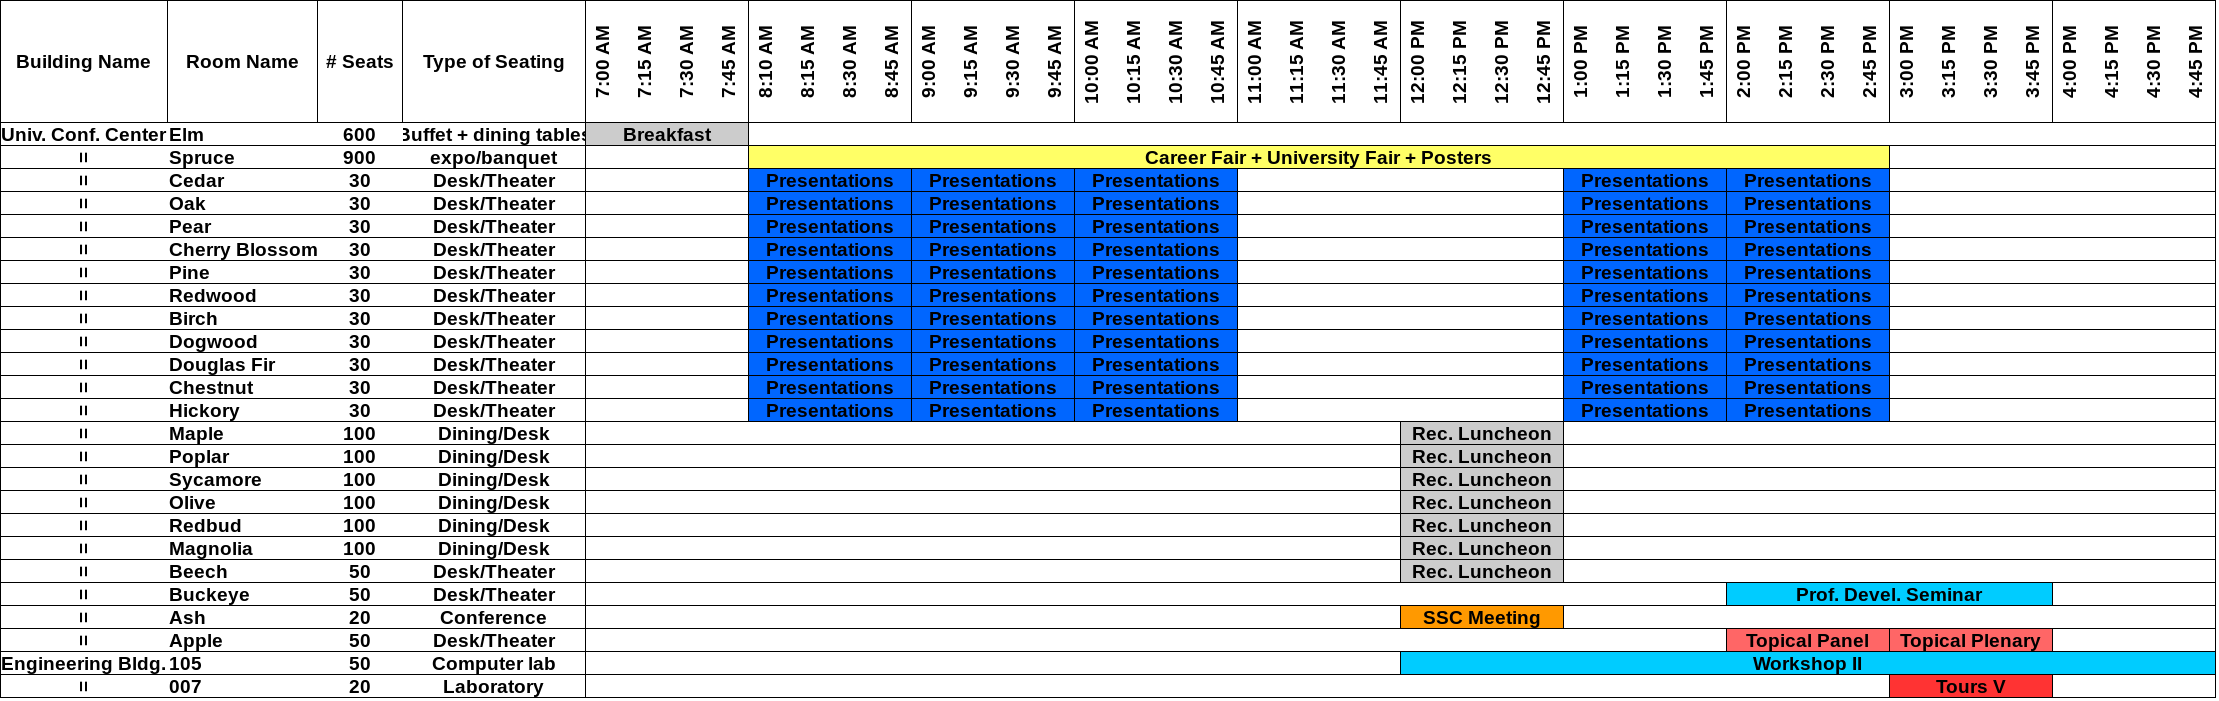 Building Name Room Name # Seats Type of Seating 7:00 AM 7:15 AM 7:30 AM 7:45 AM 8:10 AM 8:15 AM 8:30 AM 8:45 AM 9:00 AM 9:15 AM 9:30 AM 9:45 AM 10:00 AM 10:15 AM 10:30 AM 10:45 AM 11:00 AM 11:15 AM 11:30 AM 11:45 AM 12:00 PM 12:15 PM 12:30 PM 12:45 PM 1:00 PM 1:15 PM 1:30 PM 1:45 PM 2:00 PM 2:15 PM 2:30 PM 2:45 PM 3:00 PM 3:15 PM 3:30 PM 3:45 PM 4:00 PM 4:15 PM 4:30 PM 4:45 PM
Univ. Conf. Center Elm 600 Buffet + dining tables Breakfast
" Spruce 900 expo/banquet Career Fair + University Fair + Posters
" Cedar 30 Desk/Theater Presentations Presentations Presentations Presentations Presentations
" Oak 30 Desk/Theater Presentations Presentations Presentations Presentations Presentations
" Pear 30 Desk/Theater Presentations Presentations Presentations Presentations Presentations
" Cherry Blossom 30 Desk/Theater Presentations Presentations Presentations Presentations Presentations
" Pine 30 Desk/Theater Presentations Presentations Presentations Presentations Presentations
" Redwood 30 Desk/Theater Presentations Presentations Presentations Presentations Presentations
" Birch 30 Desk/Theater Presentations Presentations Presentations Presentations Presentations
" Dogwood 30 Desk/Theater Presentations Presentations Presentations Presentations Presentations
" Douglas Fir 30 Desk/Theater Presentations Presentations Presentations Presentations Presentations
" Chestnut 30 Desk/Theater Presentations Presentations Presentations Presentations Presentations
" Hickory 30 Desk/Theater Presentations Presentations Presentations Presentations Presentations
" Maple 100 Dining/Desk Rec. Luncheon
" Poplar 100 Dining/Desk Rec. Luncheon
" Sycamore 100 Dining/Desk Rec. Luncheon
" Olive 100 Dining/Desk Rec. Luncheon
" Redbud 100 Dining/Desk Rec. Luncheon
" Magnolia 100 Dining/Desk Rec. Luncheon
" Beech 50 Desk/Theater Rec. Luncheon
" Buckeye 50 Desk/Theater Prof. Devel. Seminar
" Ash 20 Conference SSC Meeting
" Apple 50 Desk/Theater Topical Panel Topical Plenary
Engineering Bldg. 105 50 Computer lab Workshop II
" 007 20 Laboratory Tours V